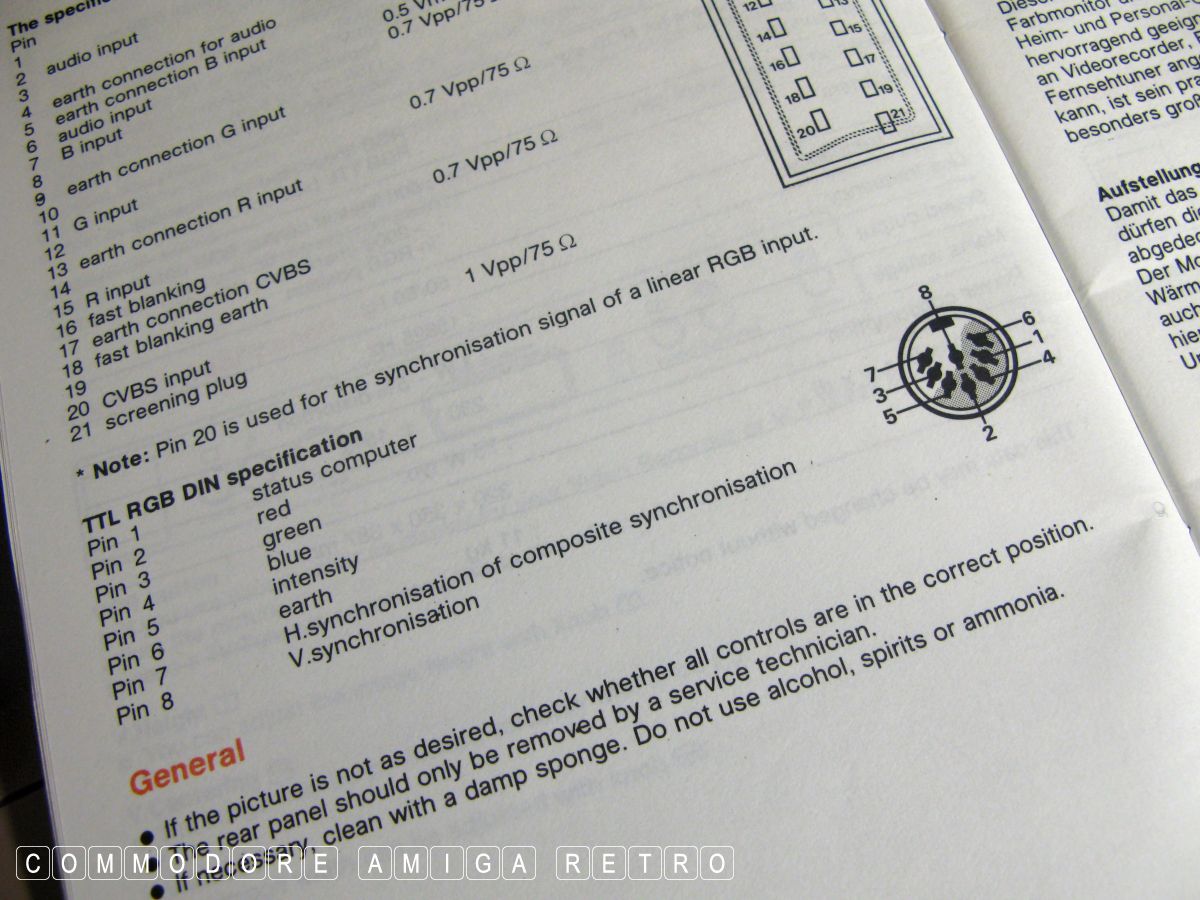 The specifi
Pin
1 audio input 0.5 V
2
3 earth connection for audio 0.7 Vpp/75
4 earth connection B input
5 audio input
6 B input 0.7 Vpp/75 Ω
7
8 earth connection G input
9
10 G input 0.7 Vpp/75 Ω
11
12 earth connection R input
13
14 R input
15 fast blanking 1 Vpp/75 Ω
16 earth connection CVBS
17 fast blanking earth
18
19 CVBS input
20 screening plug
21
* Note: Pin 20 is used for the synchronisation signal of a linear RGB input.
TTL RGB DIN specification
Pin 1 status computer
Pin 2 red
Pin 3 green
Pin 4 blue
Pin 5 intensity
Pin 6 earth
Pin 7 H.synchronisation of composite synchronisation
Pin 8 V.synchronisation
12 13
14 15
16 17
18 19
20 21
8
6
1
4
7
3
5
2
General
• If the picture is not as desired, check whether all controls are in the correct position.
• The rear panel should only be removed by a service technician.
• If necessary, clean with a damp sponge. Do not use alcohol, spirits or ammonia.
Diese
Farbmonitor
Heim- und Personal-
hervorragend geeign
an Videorecorder,
Fernsehtuner ang
kann, ist sein pra
besonders groß
Aufstellung
Damit das
dürfen die
abgedec
Der Mo
Wärm
auch
hie
COMMODORE AMIGA RETRO